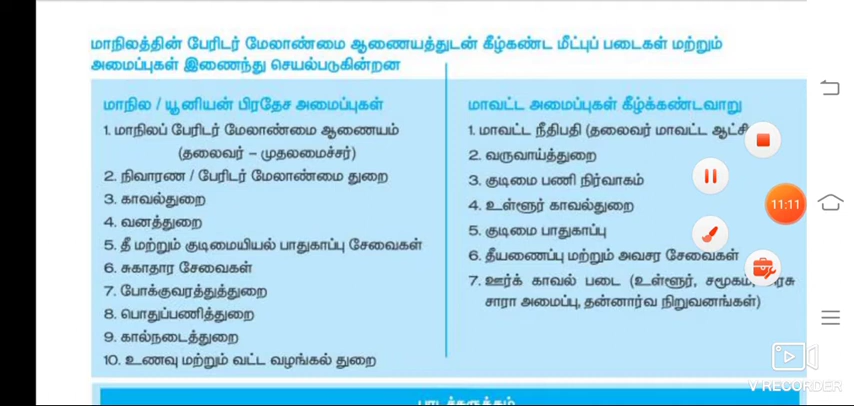 மாநிலத்தின் பேரிடர் மேலாண்மை ஆணையத்துடன் கீழ்கண்ட மீட்புப் படைகள் மற்றும்
அமைப்புகள் இணைந்து செயல்படுகின்றன
மாநில / யூனியன் பிரதேச அமைப்புகள்
1. மாநிலப் பேரிடர் மேலாண்மை ஆணையம்
(தலைவர் – முதலமைச்சர்)
2. நிவாரண / பேரிடர் மேலாண்மை துறை
3. காவல்துறை
4. வனத்துறை
5. தீ மற்றும் குடிமையியல் பாதுகாப்பு சேவைகள்
6. சுகாதார சேவைகள்
7. போக்குவரத்துத்துறை
8. பொதுப்பணித்துறை
9. கால்நடைத்துறை
10. உணவு மற்றும் வட்ட வழங்கல் துறை
மாவட்ட அமைப்புகள் கீழ்க்கண்டவாறு
1. மாவட்ட நீதிபதி (தலைவர் மாவட்ட
2. வருவாய்த்துறை
3. குடிமை பணி நிர்வாகம்
4. உள்ளூர் காவல்துறை
5. குடிமை பாதுகாப்பு
6. தீயணைப்பு மற்றும் அவசர சேவைகள்
7. ஊர்க் காவல் படை (உள்ளூர், சமூகம்,
சாரா அமைப்பு, தன்னார்வ நிறுவனங்கள்)
11:11
V RECORDER